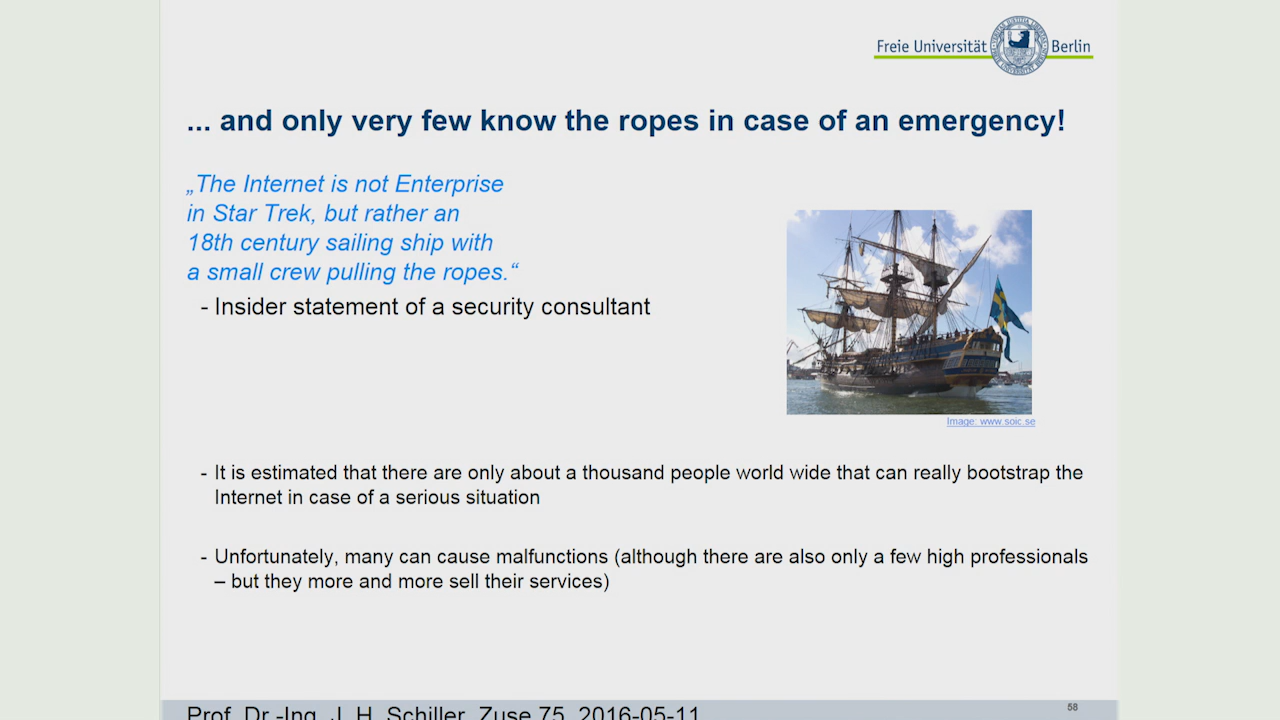 Freie Universität Berlin
... and only very few know the ropes in case of an emergency!
„The Internet is not Enterprise
in Star Trek, but rather an
18th century sailing ship with
a small crew pulling the ropes.“
- Insider statement of a security consultant
Image: www.soic.se
- It is estimated that there are only about a thousand people world wide that can really bootstrap the
Internet in case of a serious situation
- Unfortunately, many can cause malfunctions (although there are also only a few high professionals
– but they more and more sell their services)
Prof. Dr.-Ing. J. H. Schiller, Zuse 75, 2016-05-11
58